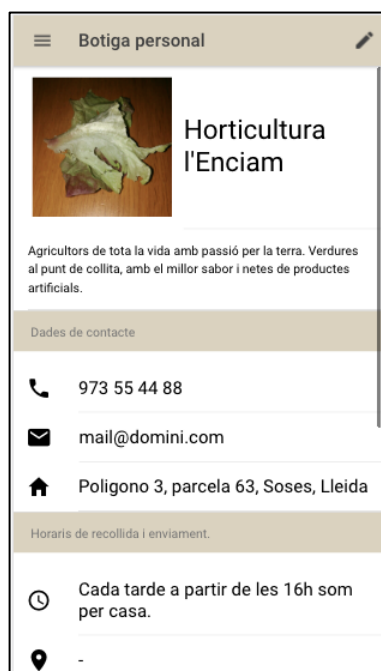 Botiga personal
Horticultura
l'Enciam
Agricultors de tota la vida amb passió per la terra. Verdures
al punt de collita, amb el millor sabor i netes de productes
artificials.
Dades de contacte
973 55 44 88
mail@domini.com
Poligono 3, parcela 63, Soses, Lleida
Horaris de recollida i enviament.
Cada tarde a partir de les 16h som
per casa.
-